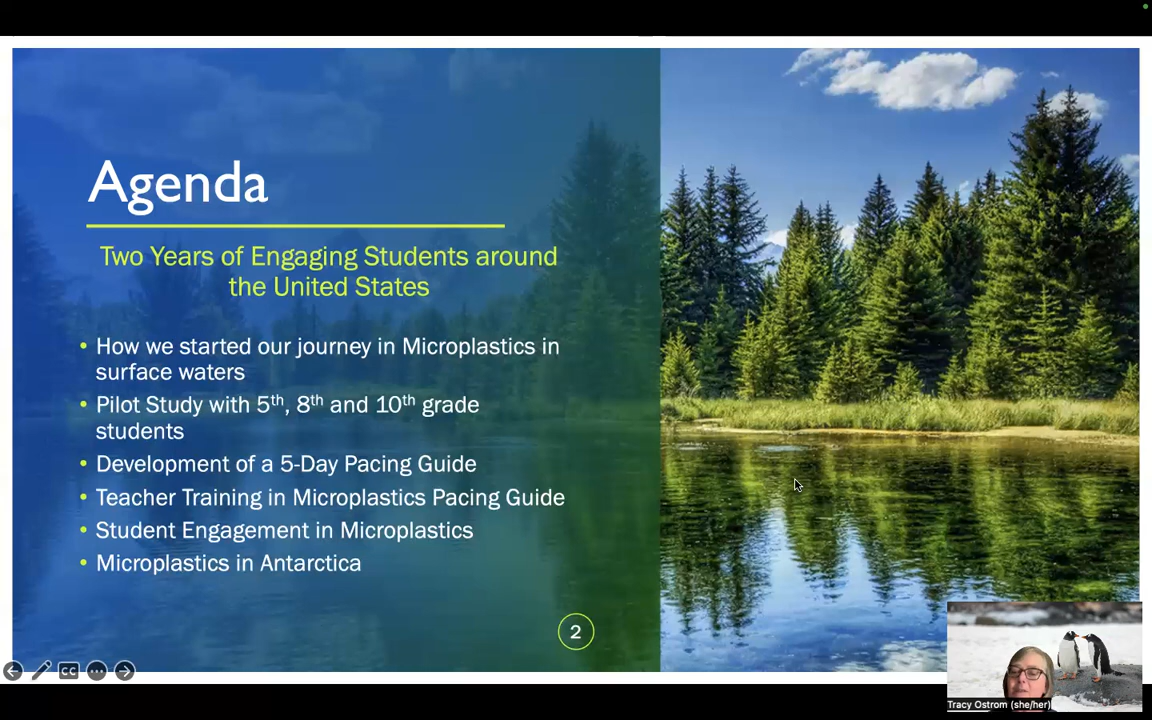 Agenda
Two Years of Engaging Students around
the United States
• How we started our journey in Microplastics in
surface waters
• Pilot Study with 5th, 8th and 10th grade
students
• Development of a 5-Day Pacing Guide
• Teacher Training in Microplastics Pacing Guide
• Student Engagement in Microplastics
• Microplastics in Antarctica
2
CC
Tracy Ostrom (she/her)